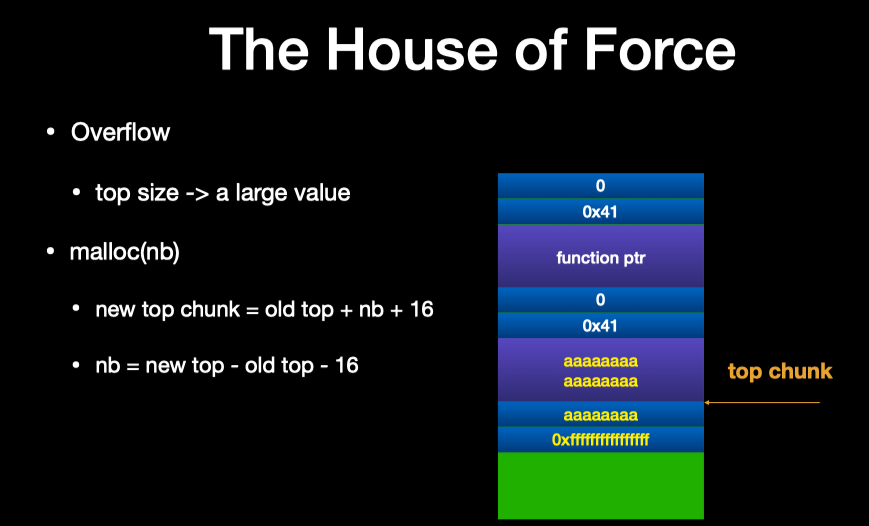 The House of Force
• Overflow
• top size -> a large value
• malloc(nb)
• new top chunk = old top + nb + 16
• nb = new top - old top - 16
0
0x41
function ptr
0
0x41
aaaaaaaa
aaaaaaaa
top chunk
aaaaaaaa
0xffffffffffffffff